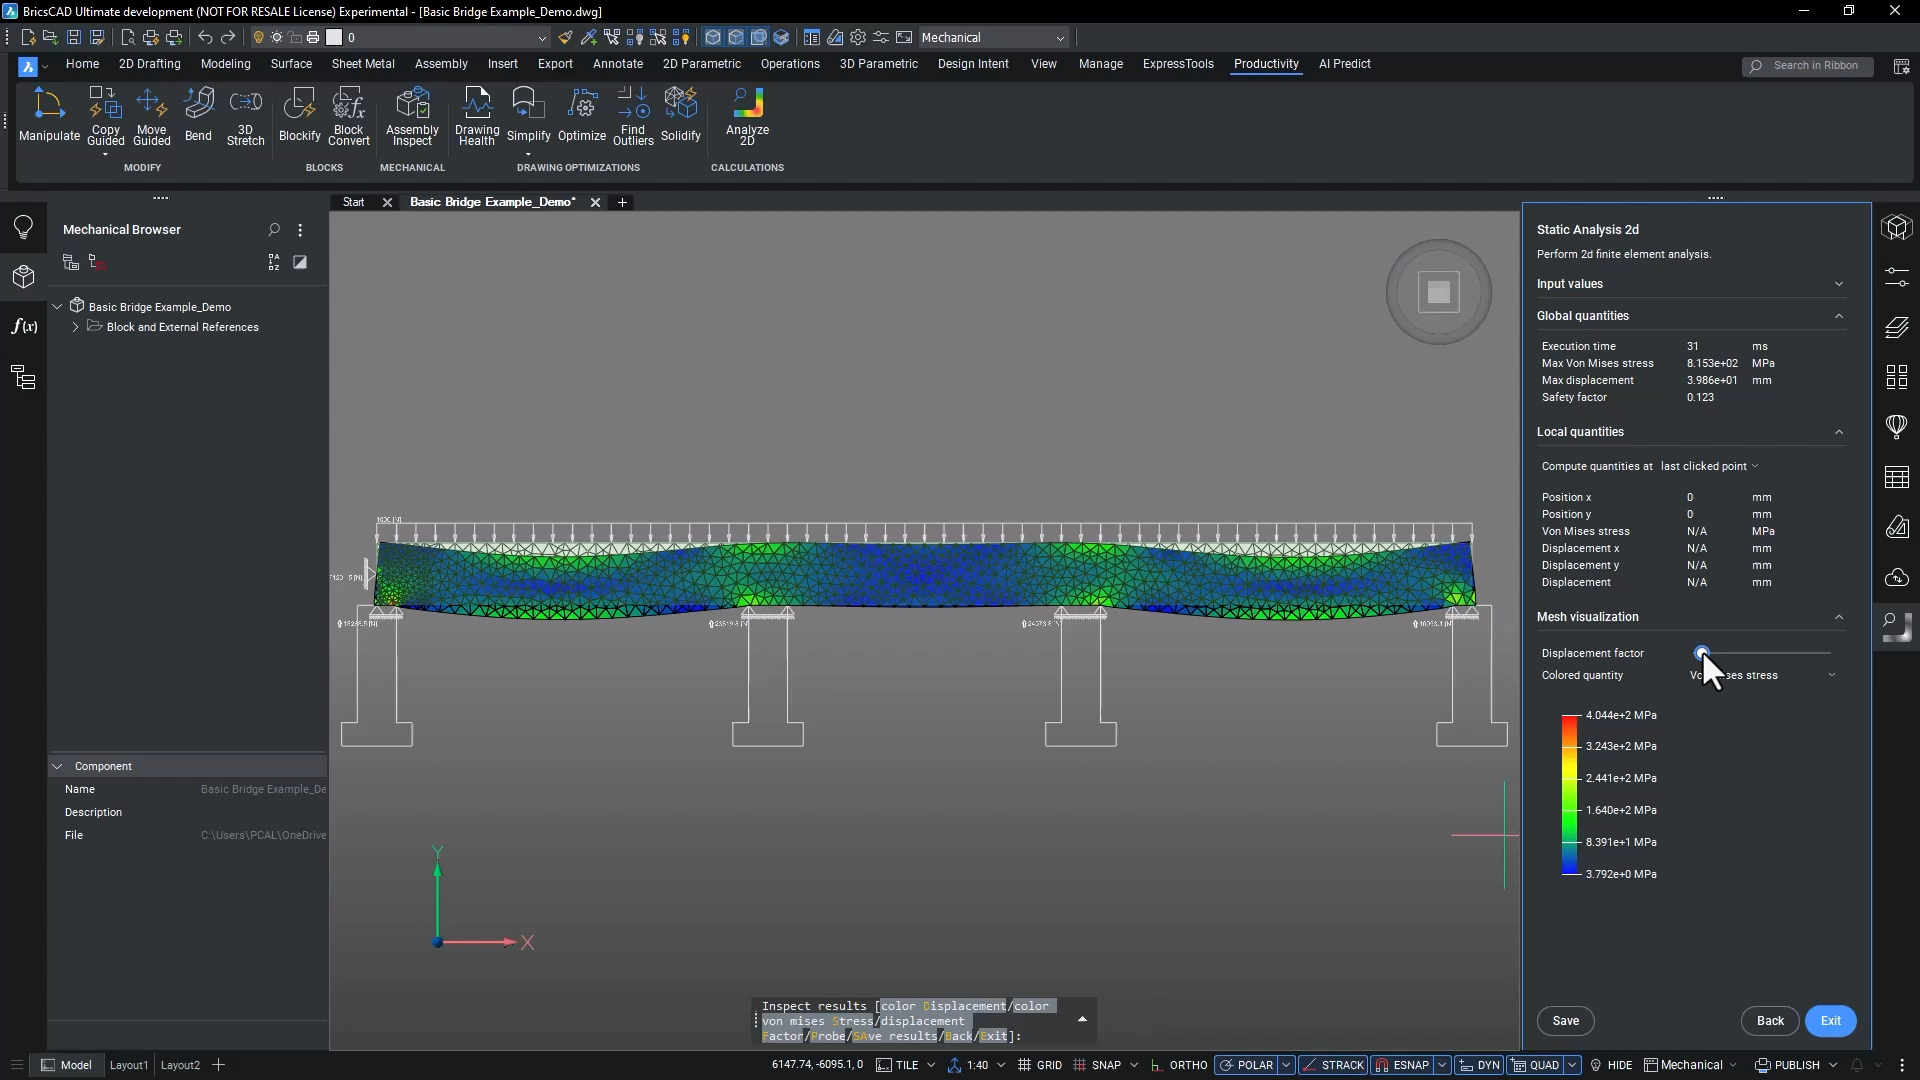 BricsCAD Ultimate development (NOT FOR RESALE License) Experimental - [Basic Bridge Example_Demo.dwg]
0
Mechanical
Home 2D Drafting Modeling Surface Sheet Metal Assembly Insert Export Annotate 2D Parametric Operations 3D Parametric Design Intent View Manage ExpressTools Productivity AI Predict
Search in Ribbon
Manipulate
Copy Guided
Move Guided
Bend
3D Stretch
Blockify
Block Convert
Assembly Inspect
Drawing Health
Simplify
Optimize
Find Outliers
Solidify
Analyze 2D
MODIFY BLOCKS MECHANICAL DRAWING OPTIMIZATIONS CALCULATIONS
Start
Basic Bridge Example_Demo*
Mechanical Browser
Basic Bridge Example_Demo
Block and External References
f(x)
Component
Name Basic Bridge Example_De
Description
File C:\Users\PCAL\OneDrive
Y
X
Inspect results [color Displacement/color
von mises Stress/displacement
Factor/Probe/SAve results/Back/Exit]:
Static Analysis 2d
Perform 2d finite element analysis.
Input values
Global quantities
Execution time 31 ms
Max Von Mises stress 8.153e+02 MPa
Max displacement 3.986e+01 mm
Safety factor 0.123
Local quantities
Compute quantities at last clicked point
Position x 0 mm
Position y 0 mm
Von Mises stress N/A MPa
Displacement x N/A mm
Displacement y N/A mm
Displacement N/A mm
Mesh visualization
Displacement factor
Colored quantity stress
4.044e+2 MPa
3.243e+2 MPa
2.441e+2 MPa
1.640e+2 MPa
8.391e+1 MPa
3.792e+0 MPa
Save Back Exit
Model Layout1 Layout2
6147.74, -6095.1, 0 TILE 1:40 GRID SNAP ORTHO POLAR STRACK ESNAP DYN QUAD HIDE Mechanical PUBLISH